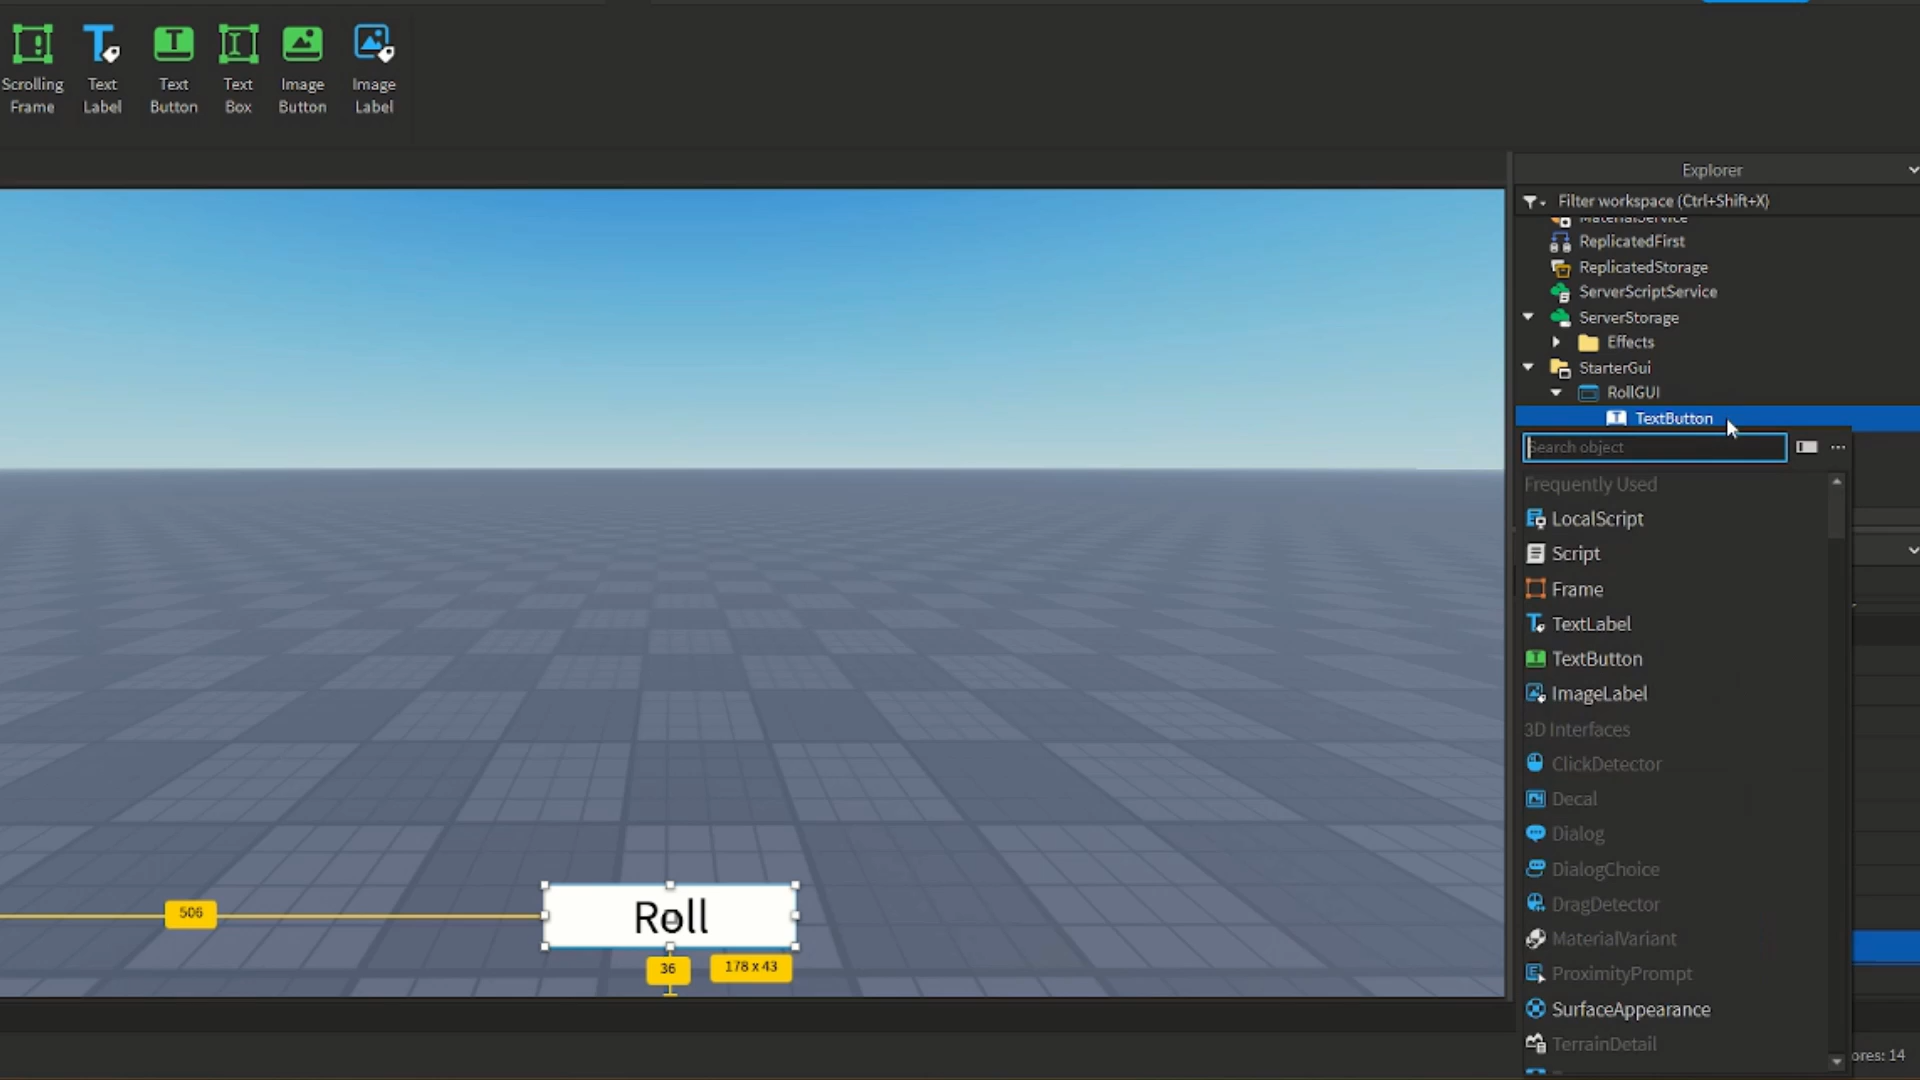 Scrolling
Frame
Text
Label
Text
Button
Text
Box
Image
Button
Image
Label
Explorer
Filter workspace (Ctrl+Shift+X)
MaterialService
ReplicatedFirst
ReplicatedStorage
ServerScriptService
ServerStorage
Effects
StarterGui
RollGUI
TextButton
Search object
Frequently Used
LocalScript
Script
Frame
TextLabel
TextButton
ImageLabel
3D Interfaces
ClickDetector
Decal
Dialog
DialogChoice
DragDetector
MaterialVariant
ProximityPrompt
SurfaceAppearance
TerrainDetail
506
Roll
36
178 x 43
ores: 14